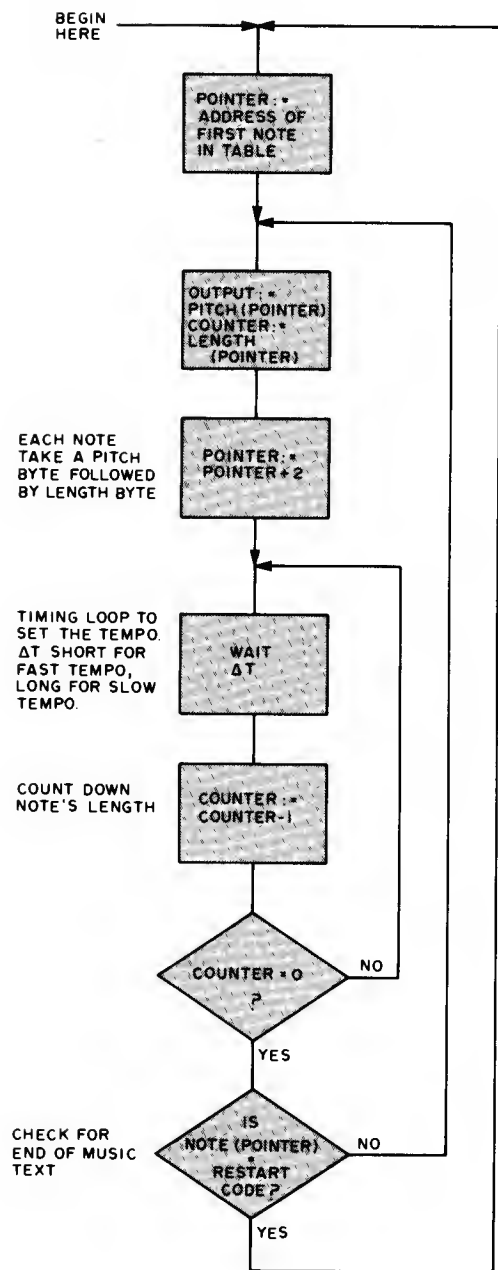 BEGIN
HERE
POINTER :=
ADDRESS OF
FIRST NOTE
IN TABLE
OUTPUT :=
PITCH (POINTER)
COUNTER :=
LENGTH
(POINTER)
EACH NOTE
TAKE A PITCH
BYTE FOLLOWED
BY LENGTH BYTE
POINTER :=
POINTER+2
TIMING LOOP TO
SET THE TEMPO.
ΔT SHORT FOR
FAST TEMPO,
LONG FOR SLOW
TEMPO.
WAIT
ΔT
COUNT DOWN
NOTE'S LENGTH
COUNTER :=
COUNTER-1
COUNTER = 0
?
NO
YES
CHECK FOR
END OF MUSIC
TEXT
IS
NOTE (POINTER)
=
RESTART
CODE?
NO
YES